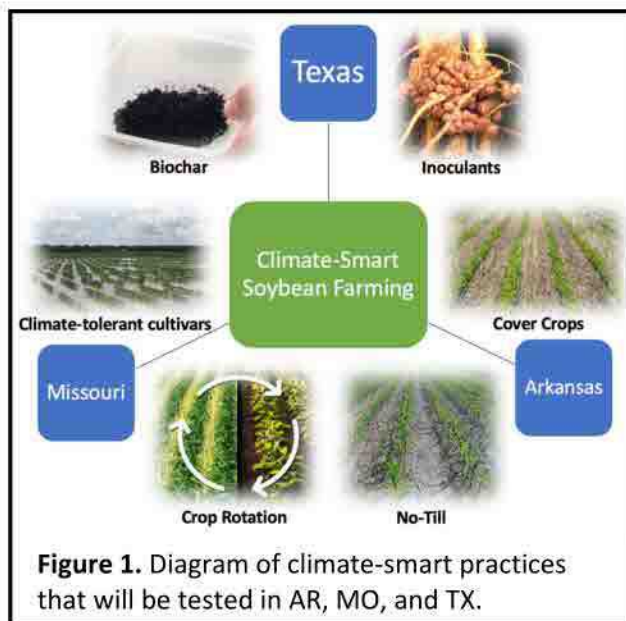 Texas
Biochar
Inoculants
Climate-Smart
Soybean Farming
Climate-tolerant cultivars
Cover Crops
Missouri
Arkansas
Crop Rotation
No-Till
Figure 1. Diagram of climate-smart practices
that will be tested in AR, MO, and TX.